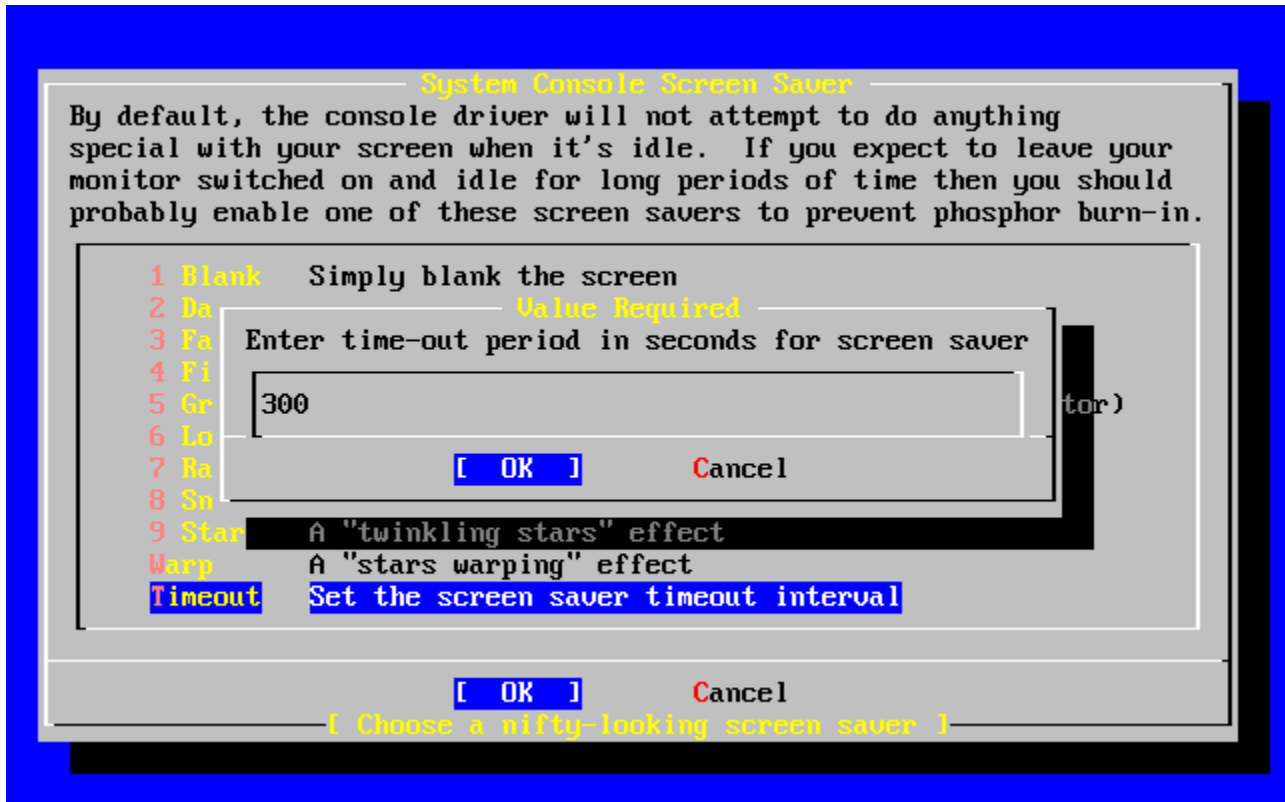 System Console Screen Saver
By default, the console driver will not attempt to do anything
special with your screen when it's idle.  If you expect to leave your
monitor switched on and idle for long periods of time then you should
probably enable one of these screen savers to prevent phosphor burn-in.
1 Blank Simply blank the screen
2 Da
Value Required
3 Fa
Enter time-out period in seconds for screen saver
4 Fi
5 Gr
300
tor)
6 Lo
7 Ra
[ OK ] Cancel
8 Sn
9 Star A "twinkling stars" effect
Warp A "stars warping" effect
Timeout Set the screen saver timeout interval
[ OK ] Cancel
[ Choose a nifty-looking screen saver ]